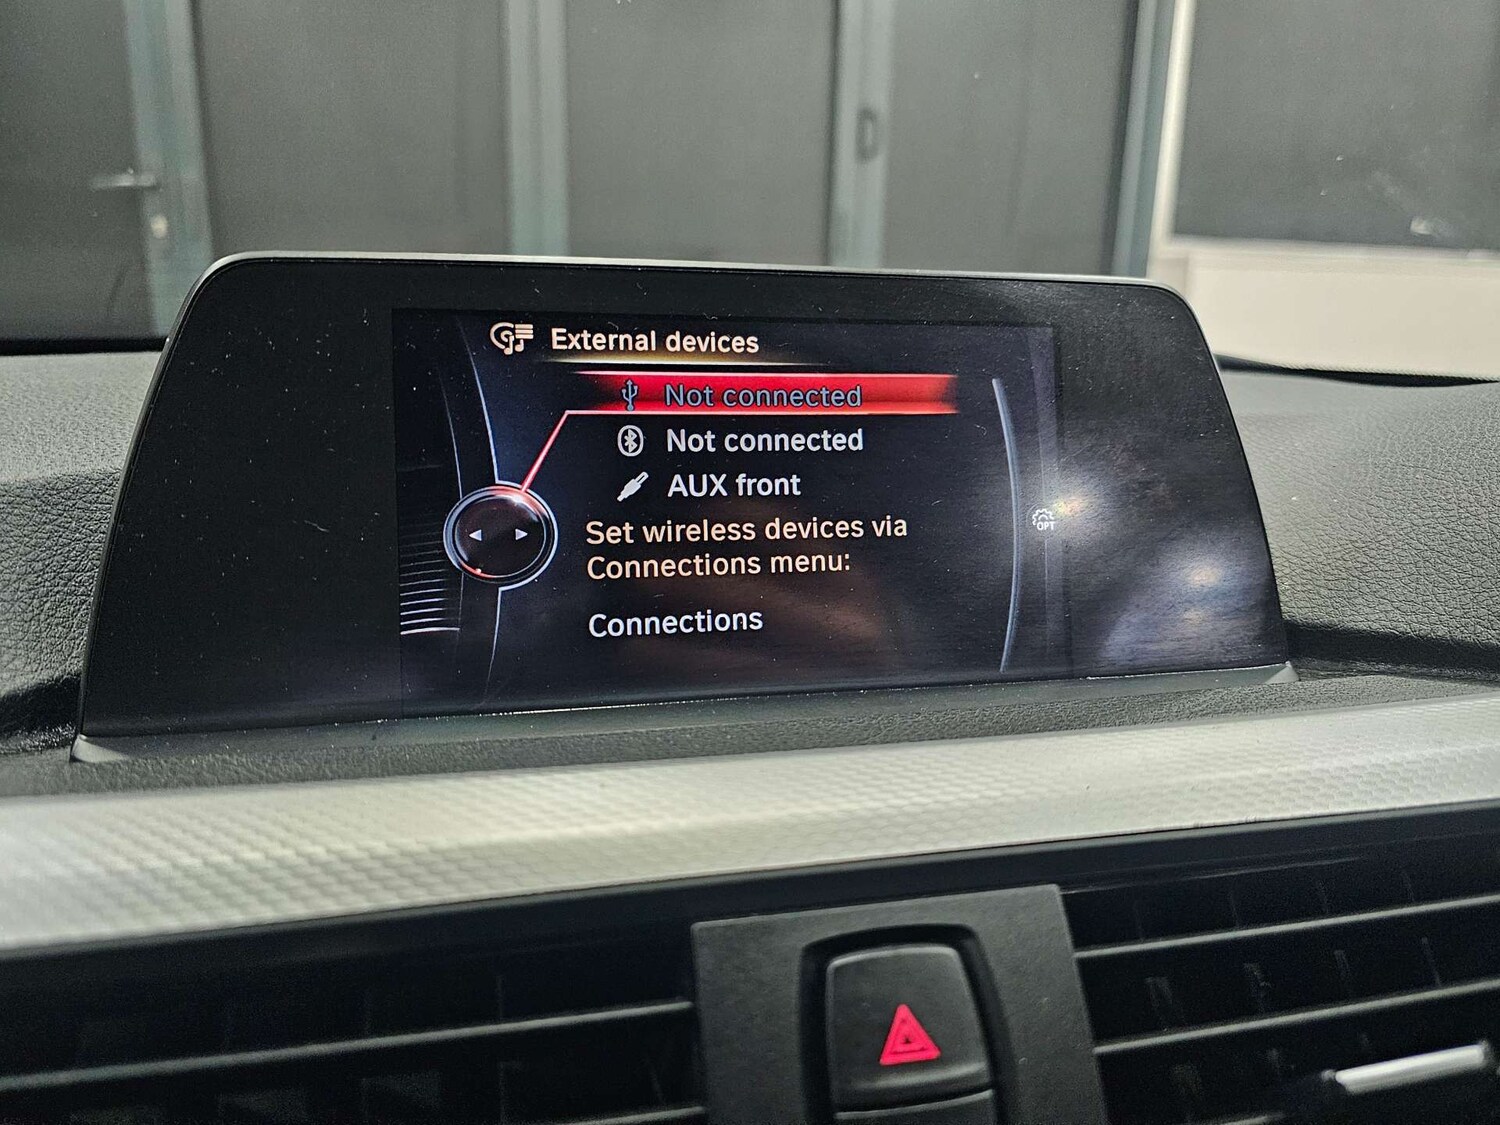 External devices
Not connected
Not connected
AUX front
Set wireless devices via
Connections menu:
OPT
Connections